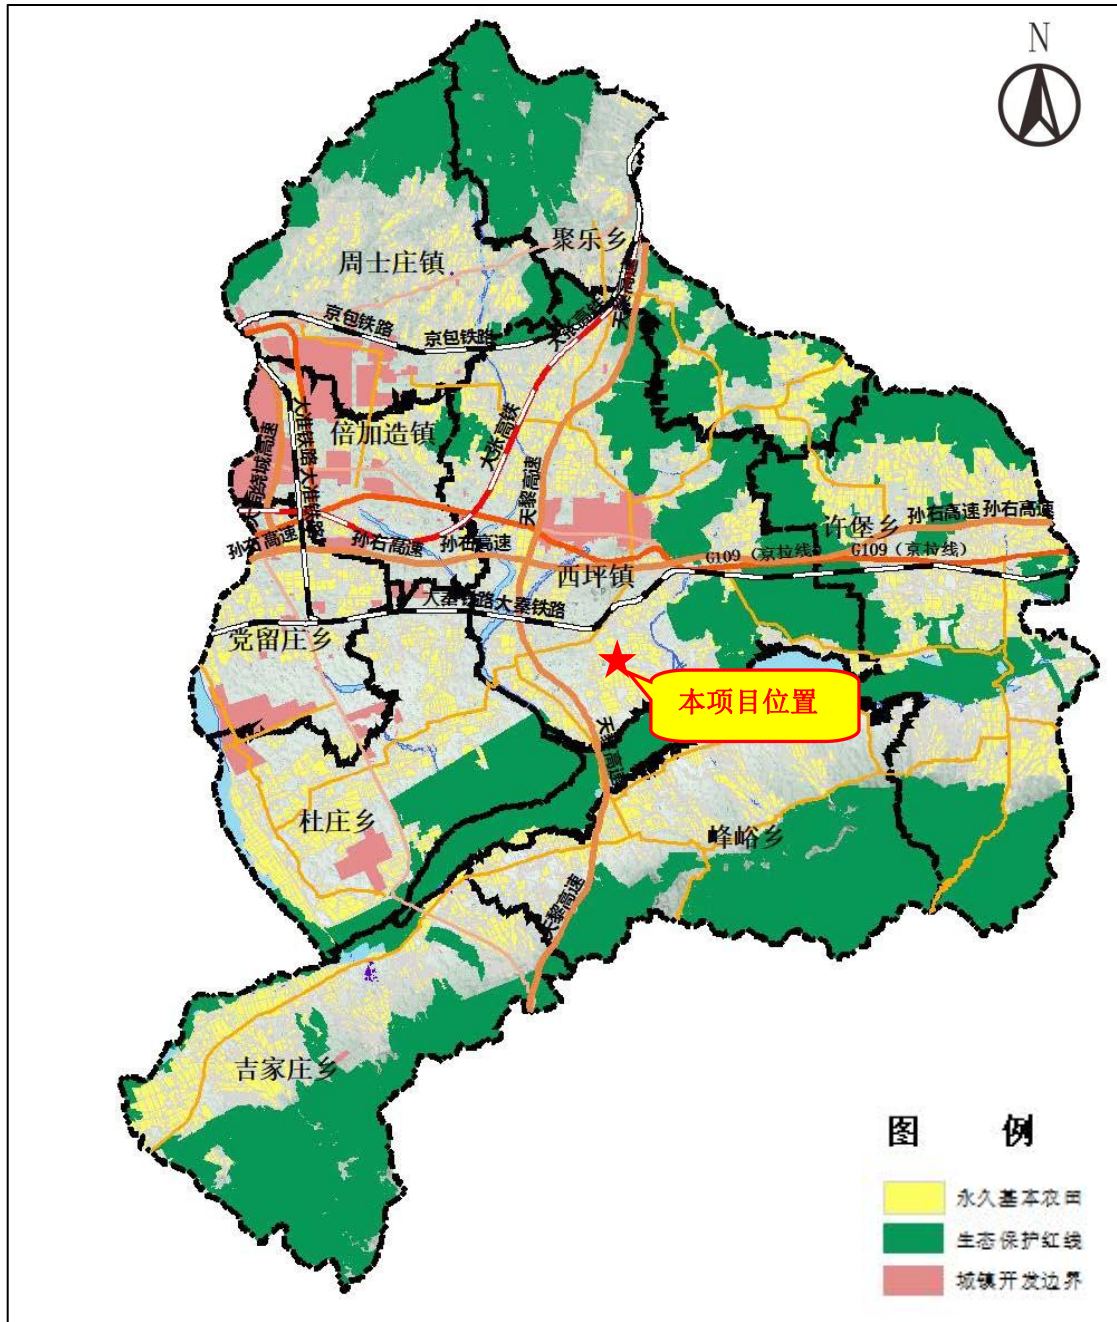 N
聚乐乡
周士庄镇
京包铁路
京包铁路
大张高铁
天黎高速
倍加造镇
大张高铁
大准铁路
大准铁路
绕城高速
天黎高速
孙右高速
孙右高速
孙右高速
许堡乡
孙右高速
孙右高速
G109（京拉线）
G109（京拉线）
西坪镇
大秦铁路
大秦铁路
党留庄乡
本项目位置
天黎高速
杜庄乡
峰峪乡
天黎高速
吉家庄乡
图 例
永久基本农田
生态保护红线
城镇开发边界